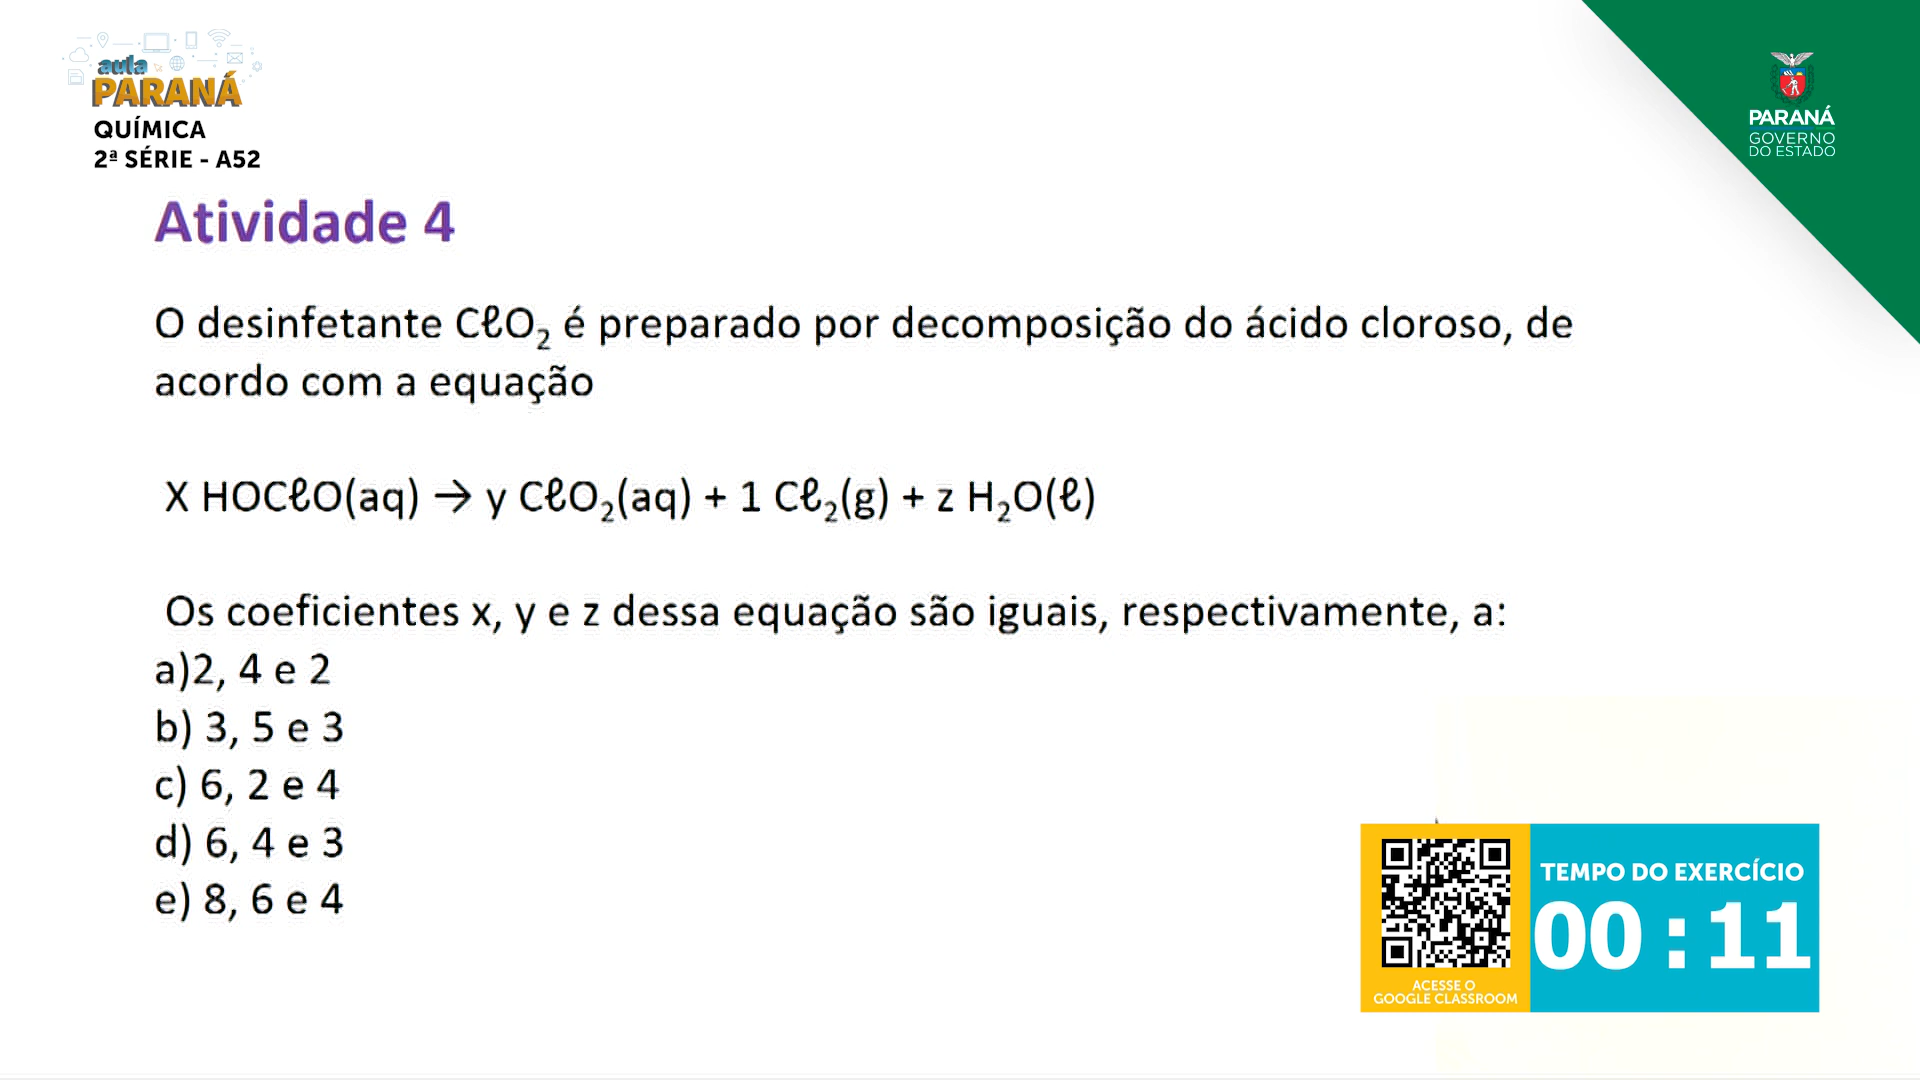 aula
PARANÁ
QUÍMICA
2ª SÉRIE - A52
PARANÁ
GOVERNO
DO ESTADO
Atividade 4
O desinfetante CℓO₂ é preparado por decomposição do ácido cloroso, de
acordo com a equação
X HOCℓO(aq) → y CℓO₂(aq) + 1 Cℓ₂(g) + z H₂O(ℓ)
Os coeficientes x, y e z dessa equação são iguais, respectivamente, a:
a)2, 4 e 2
b) 3, 5 e 3
c) 6, 2 e 4
d) 6, 4 e 3
e) 8, 6 e 4
TEMPO DO EXERCÍCIO
00 : 11
ACESSE O
GOOGLE CLASSROOM